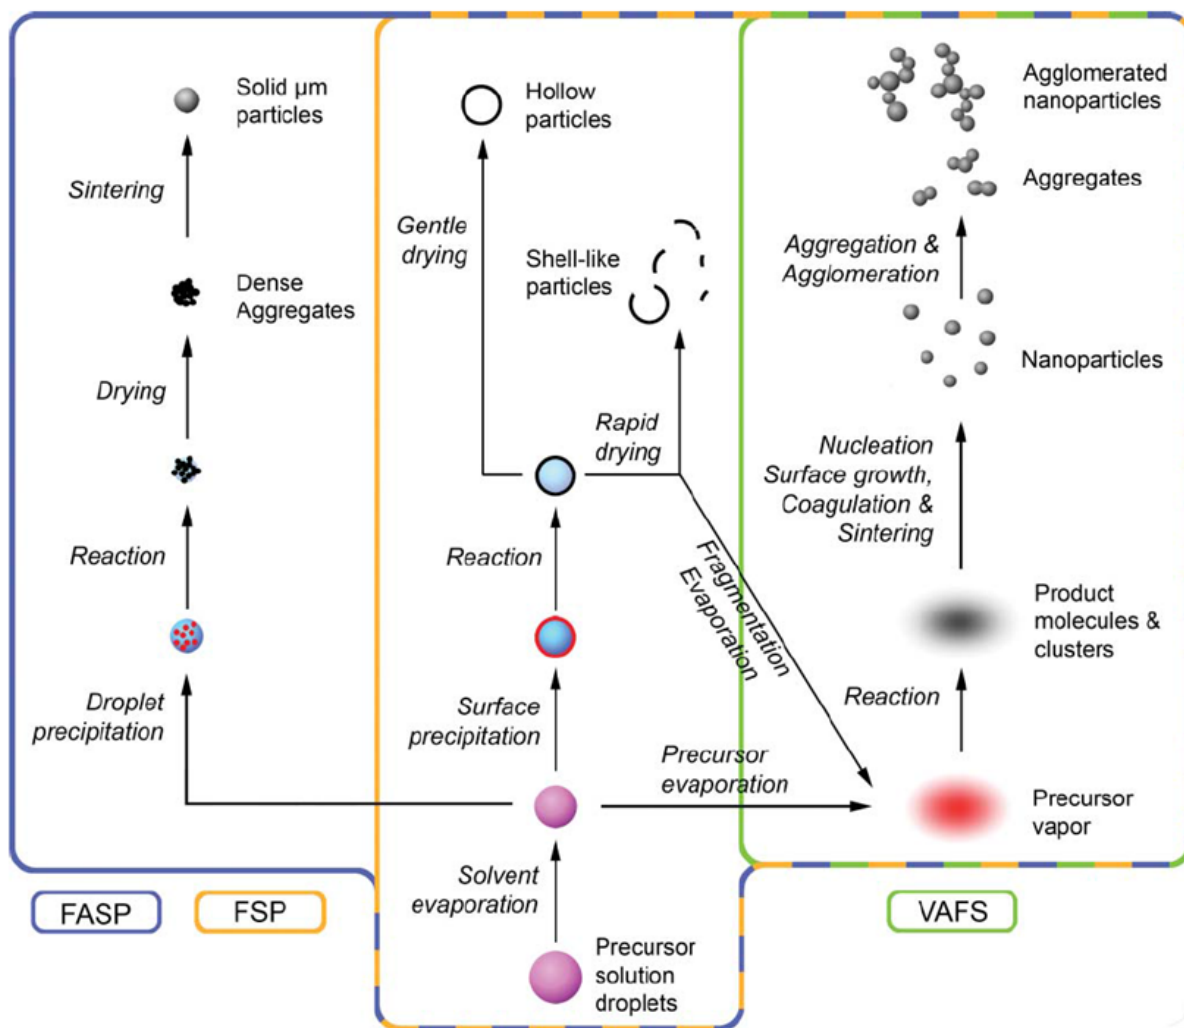 Solid µm
particles
Sintering
Dense
Aggregates
Drying
Reaction
Droplet
precipitation
Hollow
particles
Gentle
drying
Shell-like
particles
Rapid
drying
Reaction
Fragmentation
Evaporation
Surface
precipitation
Precursor
evaporation
Solvent
evaporation
Precursor
solution
droplets
Agglomerated
nanoparticles
Aggregates
Aggregation &
Agglomeration
Nanoparticles
Nucleation
Surface growth,
Coagulation &
Sintering
Product
molecules &
clusters
Reaction
Precursor
vapor
FASP
FSP
VAFS